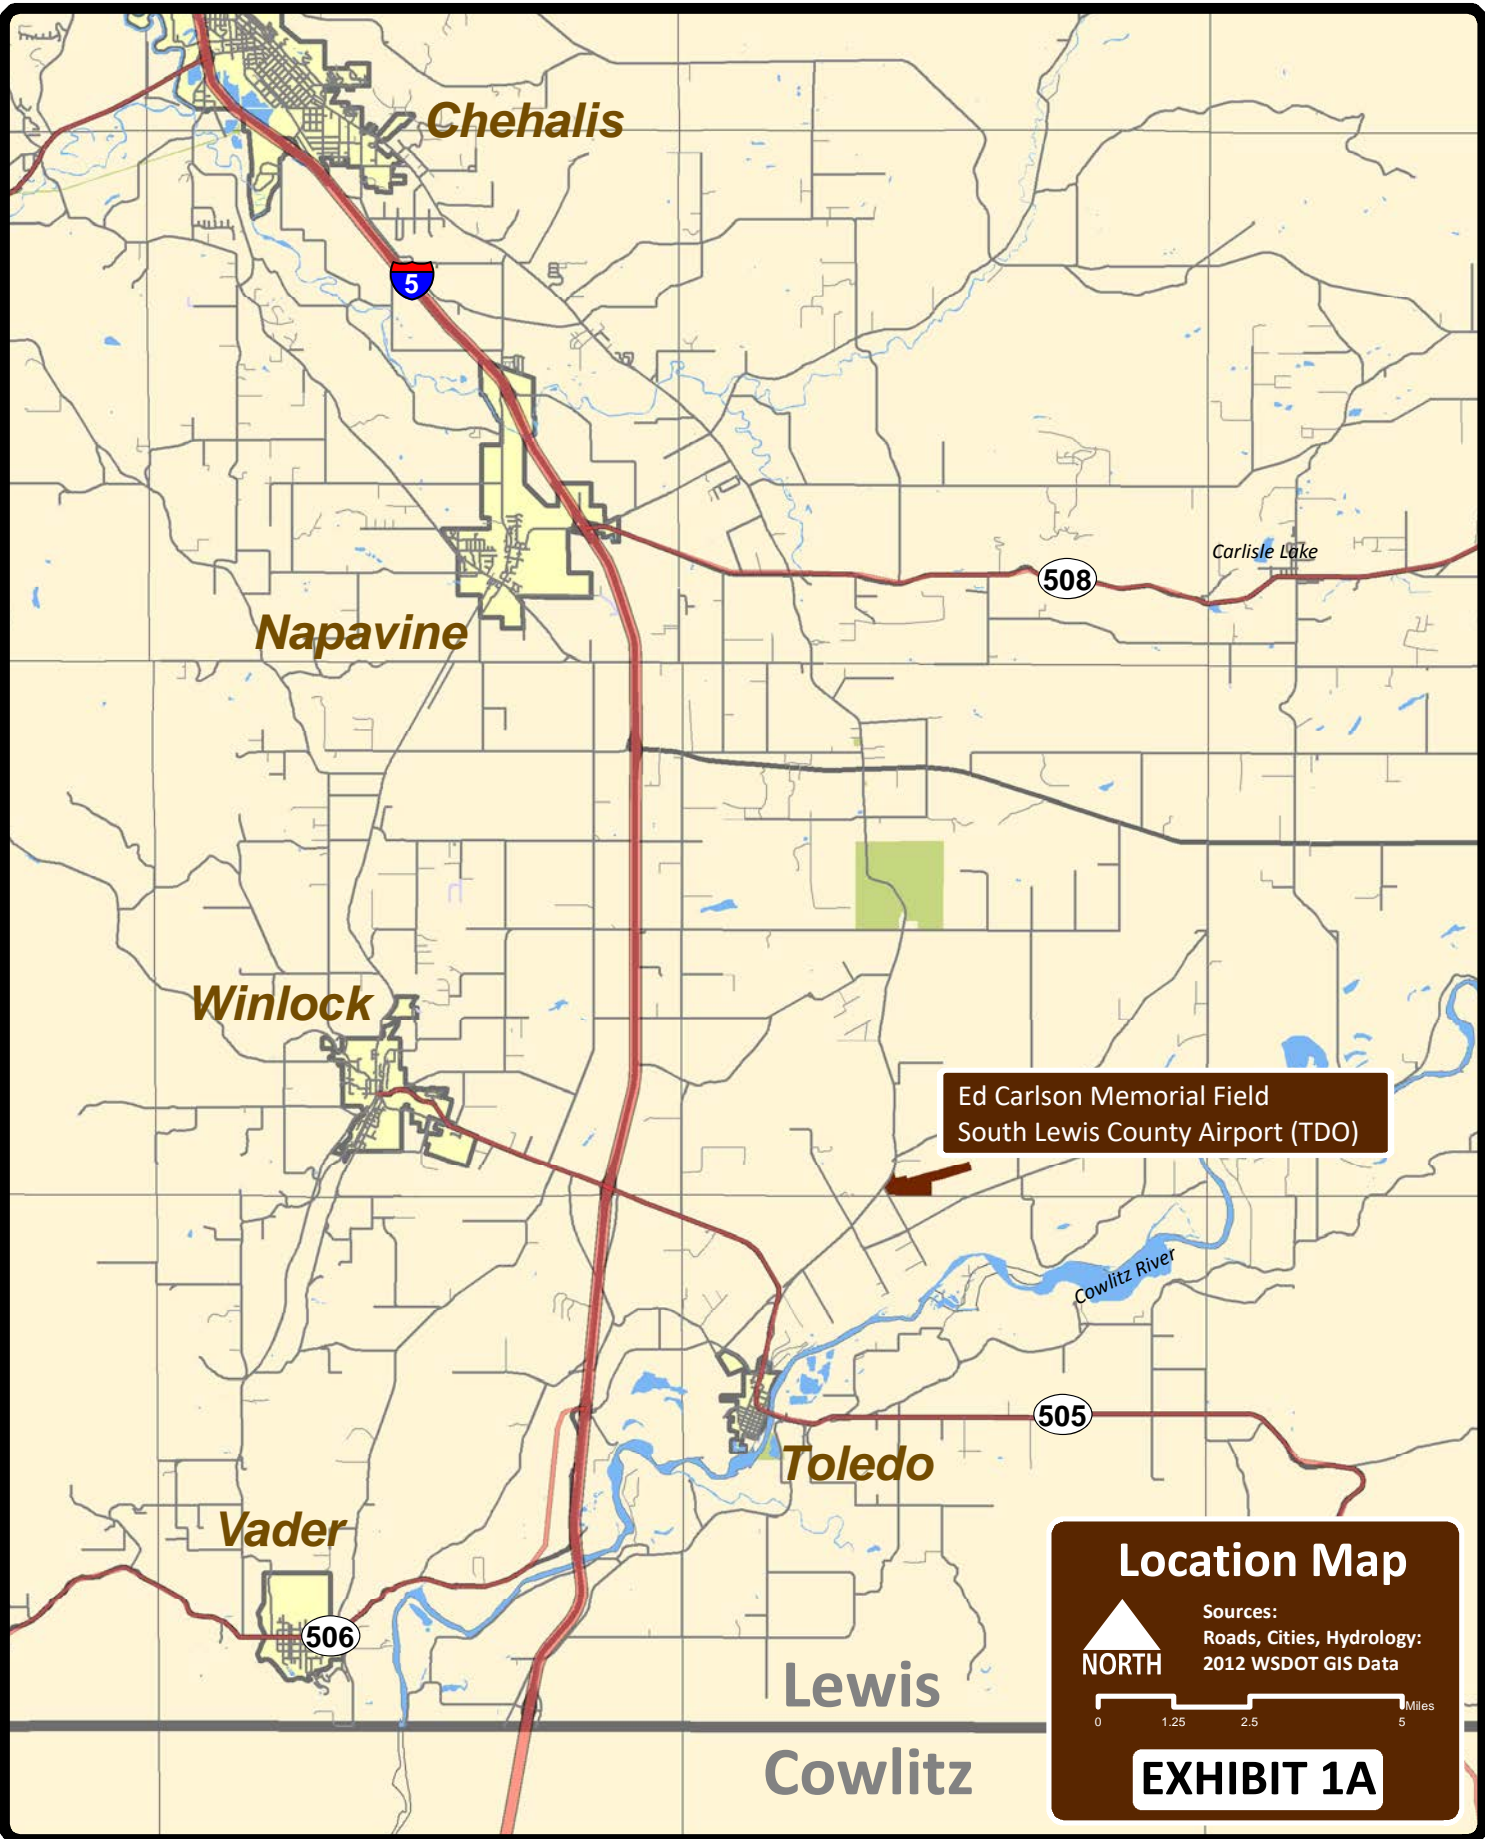 Chehalis
5
Carlisle Lake
508
Napavine
Winlock
Ed Carlson Memorial Field
South Lewis County Airport (TDO)
Cowlitz River
505
Toledo
Vader
506
Lewis
Cowlitz
Location Map
NORTH
Sources:
Roads, Cities, Hydrology:
2012 WSDOT GIS Data
Miles
0 1.25 2.5 5
EXHIBIT 1A